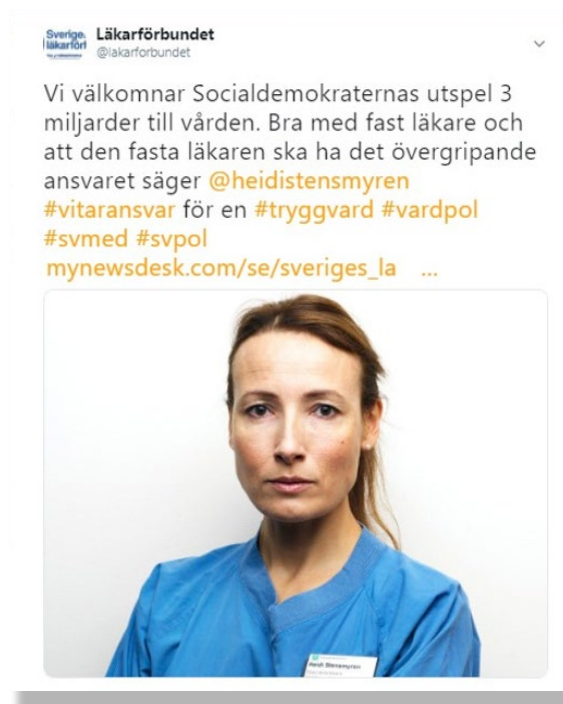 Sveriges
läkarför
Läkarförbundet
@lakarforbundet
Vi välkomnar Socialdemokraternas utspel 3
miljarder till vården. Bra med fast läkare och
att den fasta läkaren ska ha det övergripande
ansvaret säger @heidistensmyren
#vitaransvar för en #tryggvard #vardpol
#svmed #svpol
mynewsdesk.com/se/sveriges_la ...
Heidi Stensmyren